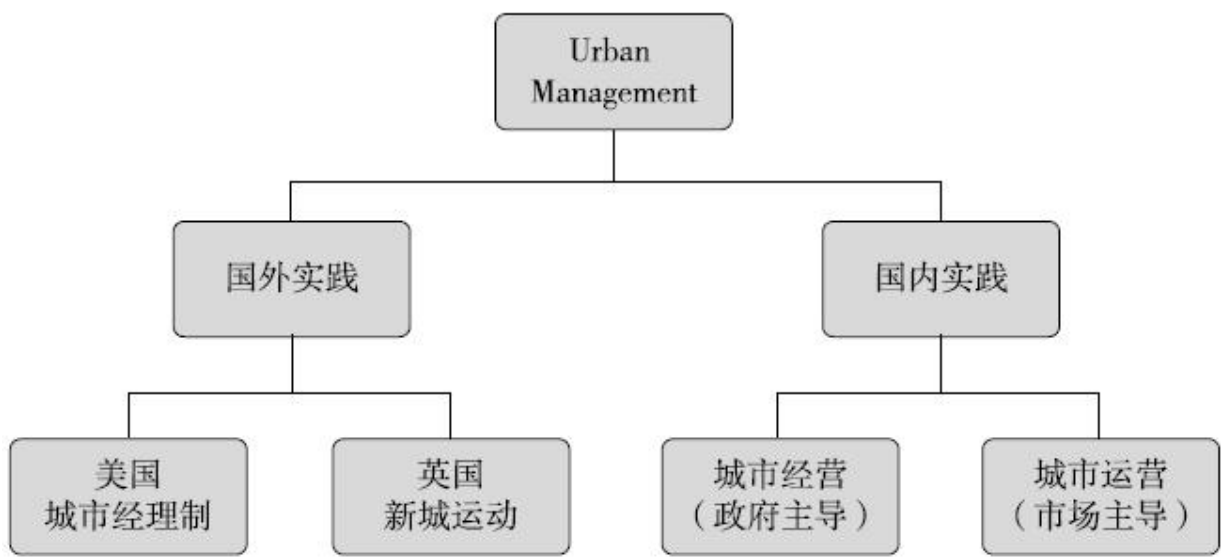 Urban
Management
国外实践
国内实践
美国
城市经理制
英国
新城运动
城市经营
（政府主导）
城市运营
（市场主导）